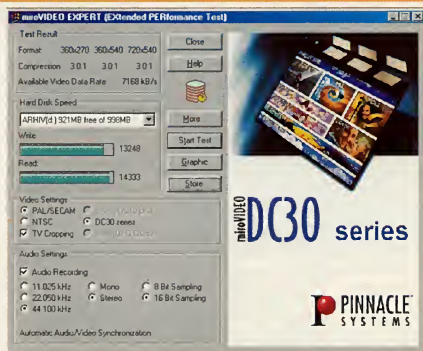 miroVIDEO EXPERT (EXtended PERformance Test)
Test Result
Format 360x270 360x540 720x540
Compression 3.0:1 3.0:1 3.0:1
Available Video Data Rate 7168 kB/s
Hard Disk Speed
ARHIV(d:) 921MB free of 998MB
Write:
13248
Read:
14333
Close
Help
More
Start Test
Graphic
Store
Video Settings
PAL/SECAM
NTSC DC30 series
TV Cropping
Audio Settings
Audio Recording
11.025 kHz Mono 8 Bit Sampling
22.050 kHz Stereo 16 Bit Sampling
44.100 kHz
Automatic Audio/Video Synchronization
miroVIDEO
DC30 series
PINNACLE
SYSTEMS